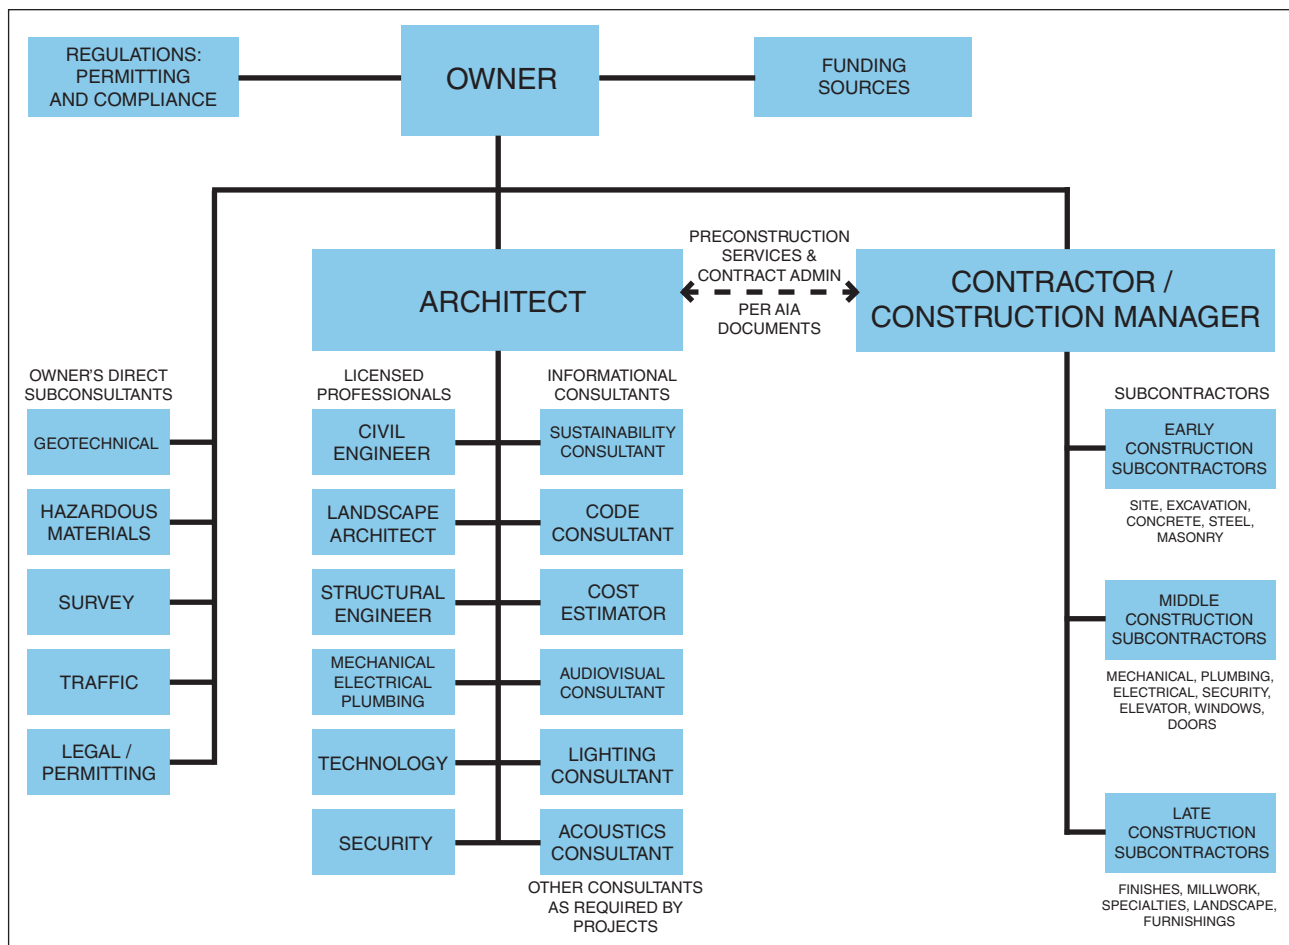 REGULATIONS:
PERMITTING
AND COMPLIANCE
OWNER
FUNDING
SOURCES
PRECONSTRUCTION
SERVICES &
CONTRACT ADMIN
PER AIA
DOCUMENTS
ARCHITECT
CONTRACTOR /
CONSTRUCTION MANAGER
OWNER'S DIRECT
SUBCONSULTANTS
GEOTECHNICAL
HAZARDOUS
MATERIALS
SURVEY
TRAFFIC
LEGAL /
PERMITTING
LICENSED
PROFESSIONALS
CIVIL
ENGINEER
LANDSCAPE
ARCHITECT
STRUCTURAL
ENGINEER
MECHANICAL
ELECTRICAL
PLUMBING
TECHNOLOGY
SECURITY
INFORMATIONAL
CONSULTANTS
SUSTAINABILITY
CONSULTANT
CODE
CONSULTANT
COST
ESTIMATOR
AUDIOVISUAL
CONSULTANT
LIGHTING
CONSULTANT
ACOUSTICS
CONSULTANT
OTHER CONSULTANTS
AS REQUIRED BY
PROJECTS
SUBCONTRACTORS
EARLY
CONSTRUCTION
SUBCONTRACTORS
SITE, EXCAVATION,
CONCRETE, STEEL,
MASONRY
MIDDLE
CONSTRUCTION
SUBCONTRACTORS
MECHANICAL, PLUMBING,
ELECTRICAL, SECURITY,
ELEVATOR, WINDOWS,
DOORS
LATE
CONSTRUCTION
SUBCONTRACTORS
FINISHES, MILLWORK,
SPECIALTIES, LANDSCAPE,
FURNISHINGS